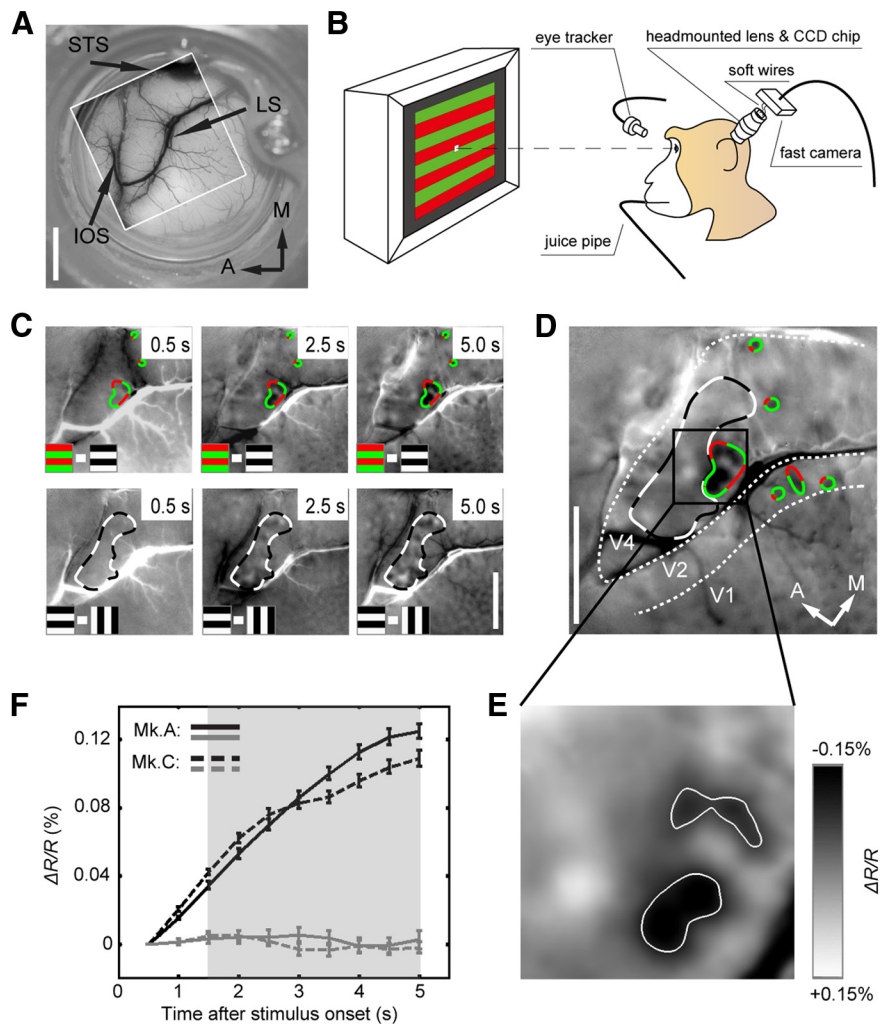 A
STS
LS
IOS
M
A
B
eye tracker
headmounted lens & CCD chip
soft wires
fast camera
juice pipe
C
0.5 s
2.5 s
5.0 s
0.5 s
2.5 s
5.0 s
D
V4
V2
V1
A
M
E
-0.15%
ΔR/R
+0.15%
F
Mk.A:
Mk.C:
0.12
0.08
0.04
0
ΔR/R (%)
0
1
2
3
4
5
Time after stimulus onset (s)